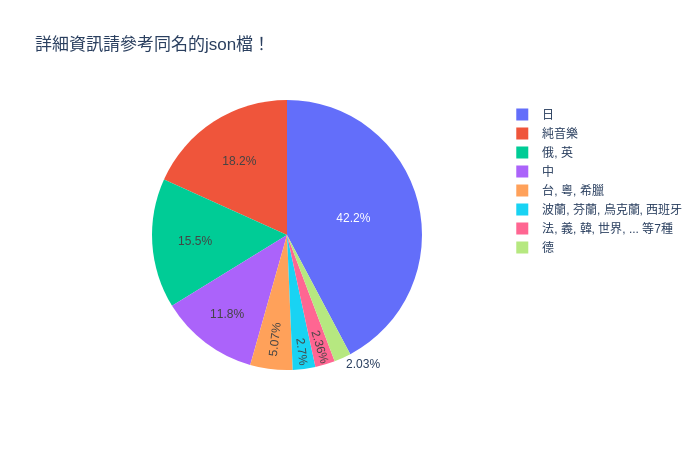 詳細資訊請參考同名的json檔！
42.2%
18.2%
15.5%
11.8%
5.07%
2.7%
2.36%
2.03%
日
純音樂
俄, 英
中
台, 粵, 希臘
波蘭, 芬蘭, 烏克蘭, 西班牙
法, 義, 韓, 世界, ... 等7種
德